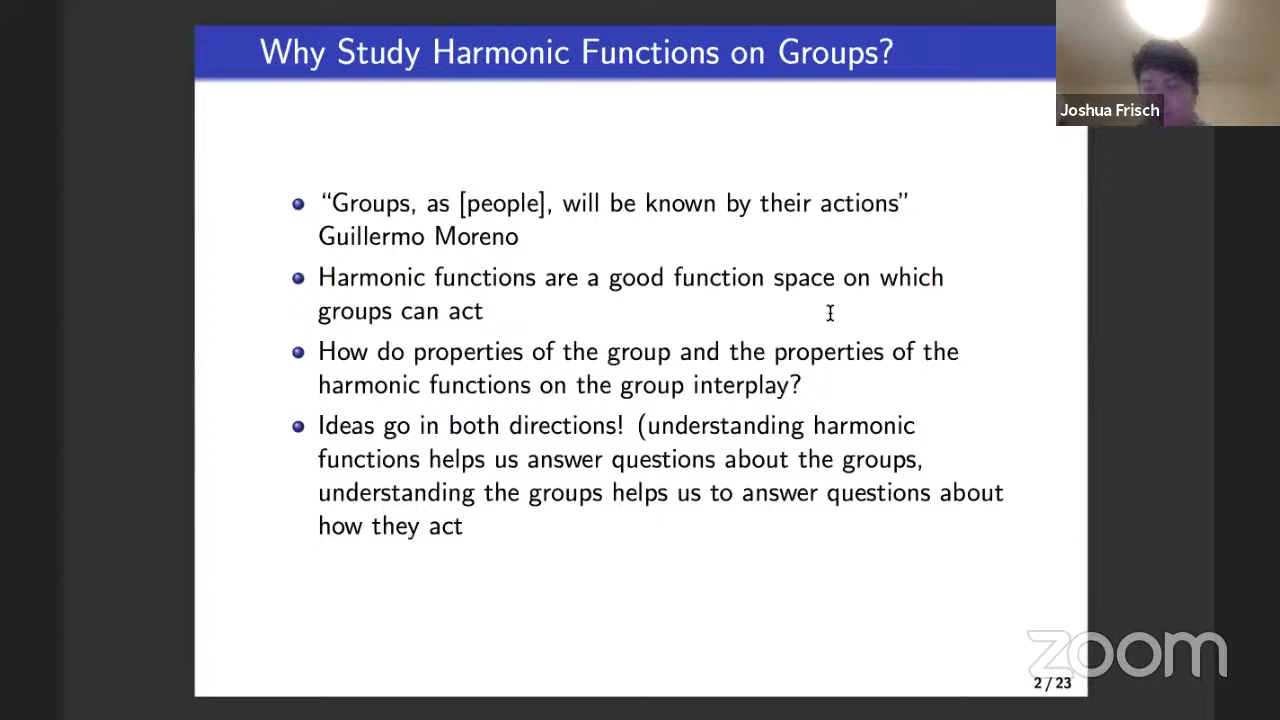 Why Study Harmonic Functions on Groups?
Joshua Frisch
“Groups, as [people], will be known by their actions”
Guillermo Moreno
Harmonic functions are a good function space on which
groups can act
How do properties of the group and the properties of the
harmonic functions on the group interplay?
Ideas go in both directions! (understanding harmonic
functions helps us answer questions about the groups,
understanding the groups helps us to answer questions about
how they act
zoom
2 / 23